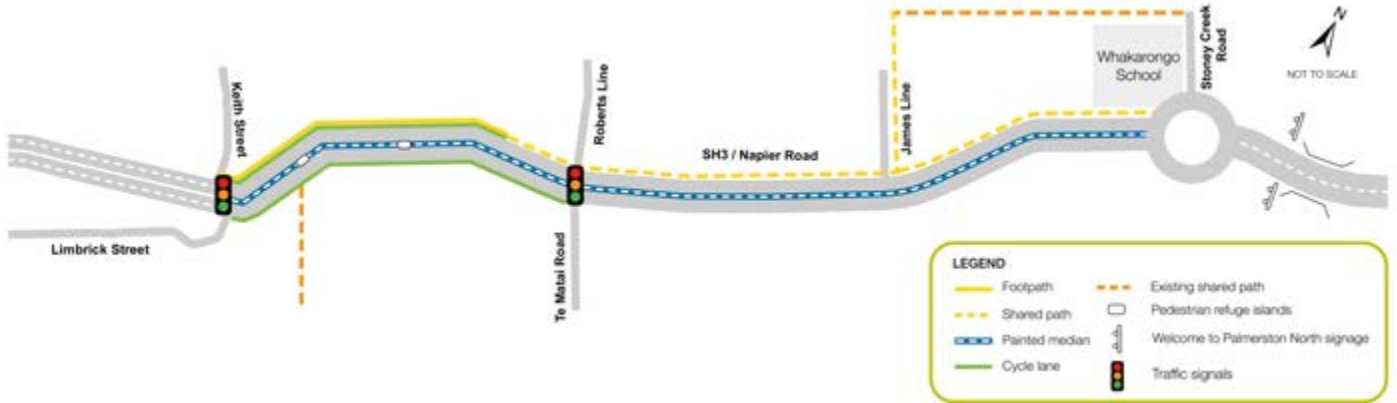 Keith Street
Limbrick Street
Roberts Line
Te Matai Road
SH3 / Napier Road
James Line
Whakarongo
School
Stoney Creek
Road
N
NOT TO SCALE
LEGEND
Footpath
Shared path
Painted median
Cycle lane
Existing shared path
Pedestrian refuge islands
Welcome to Palmerston North signage
Traffic signals